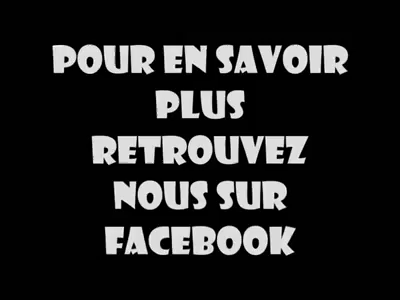 POUR EN SAVOIR
PLUS
RETROUVEZ
NOUS SUR
FACEBOOK